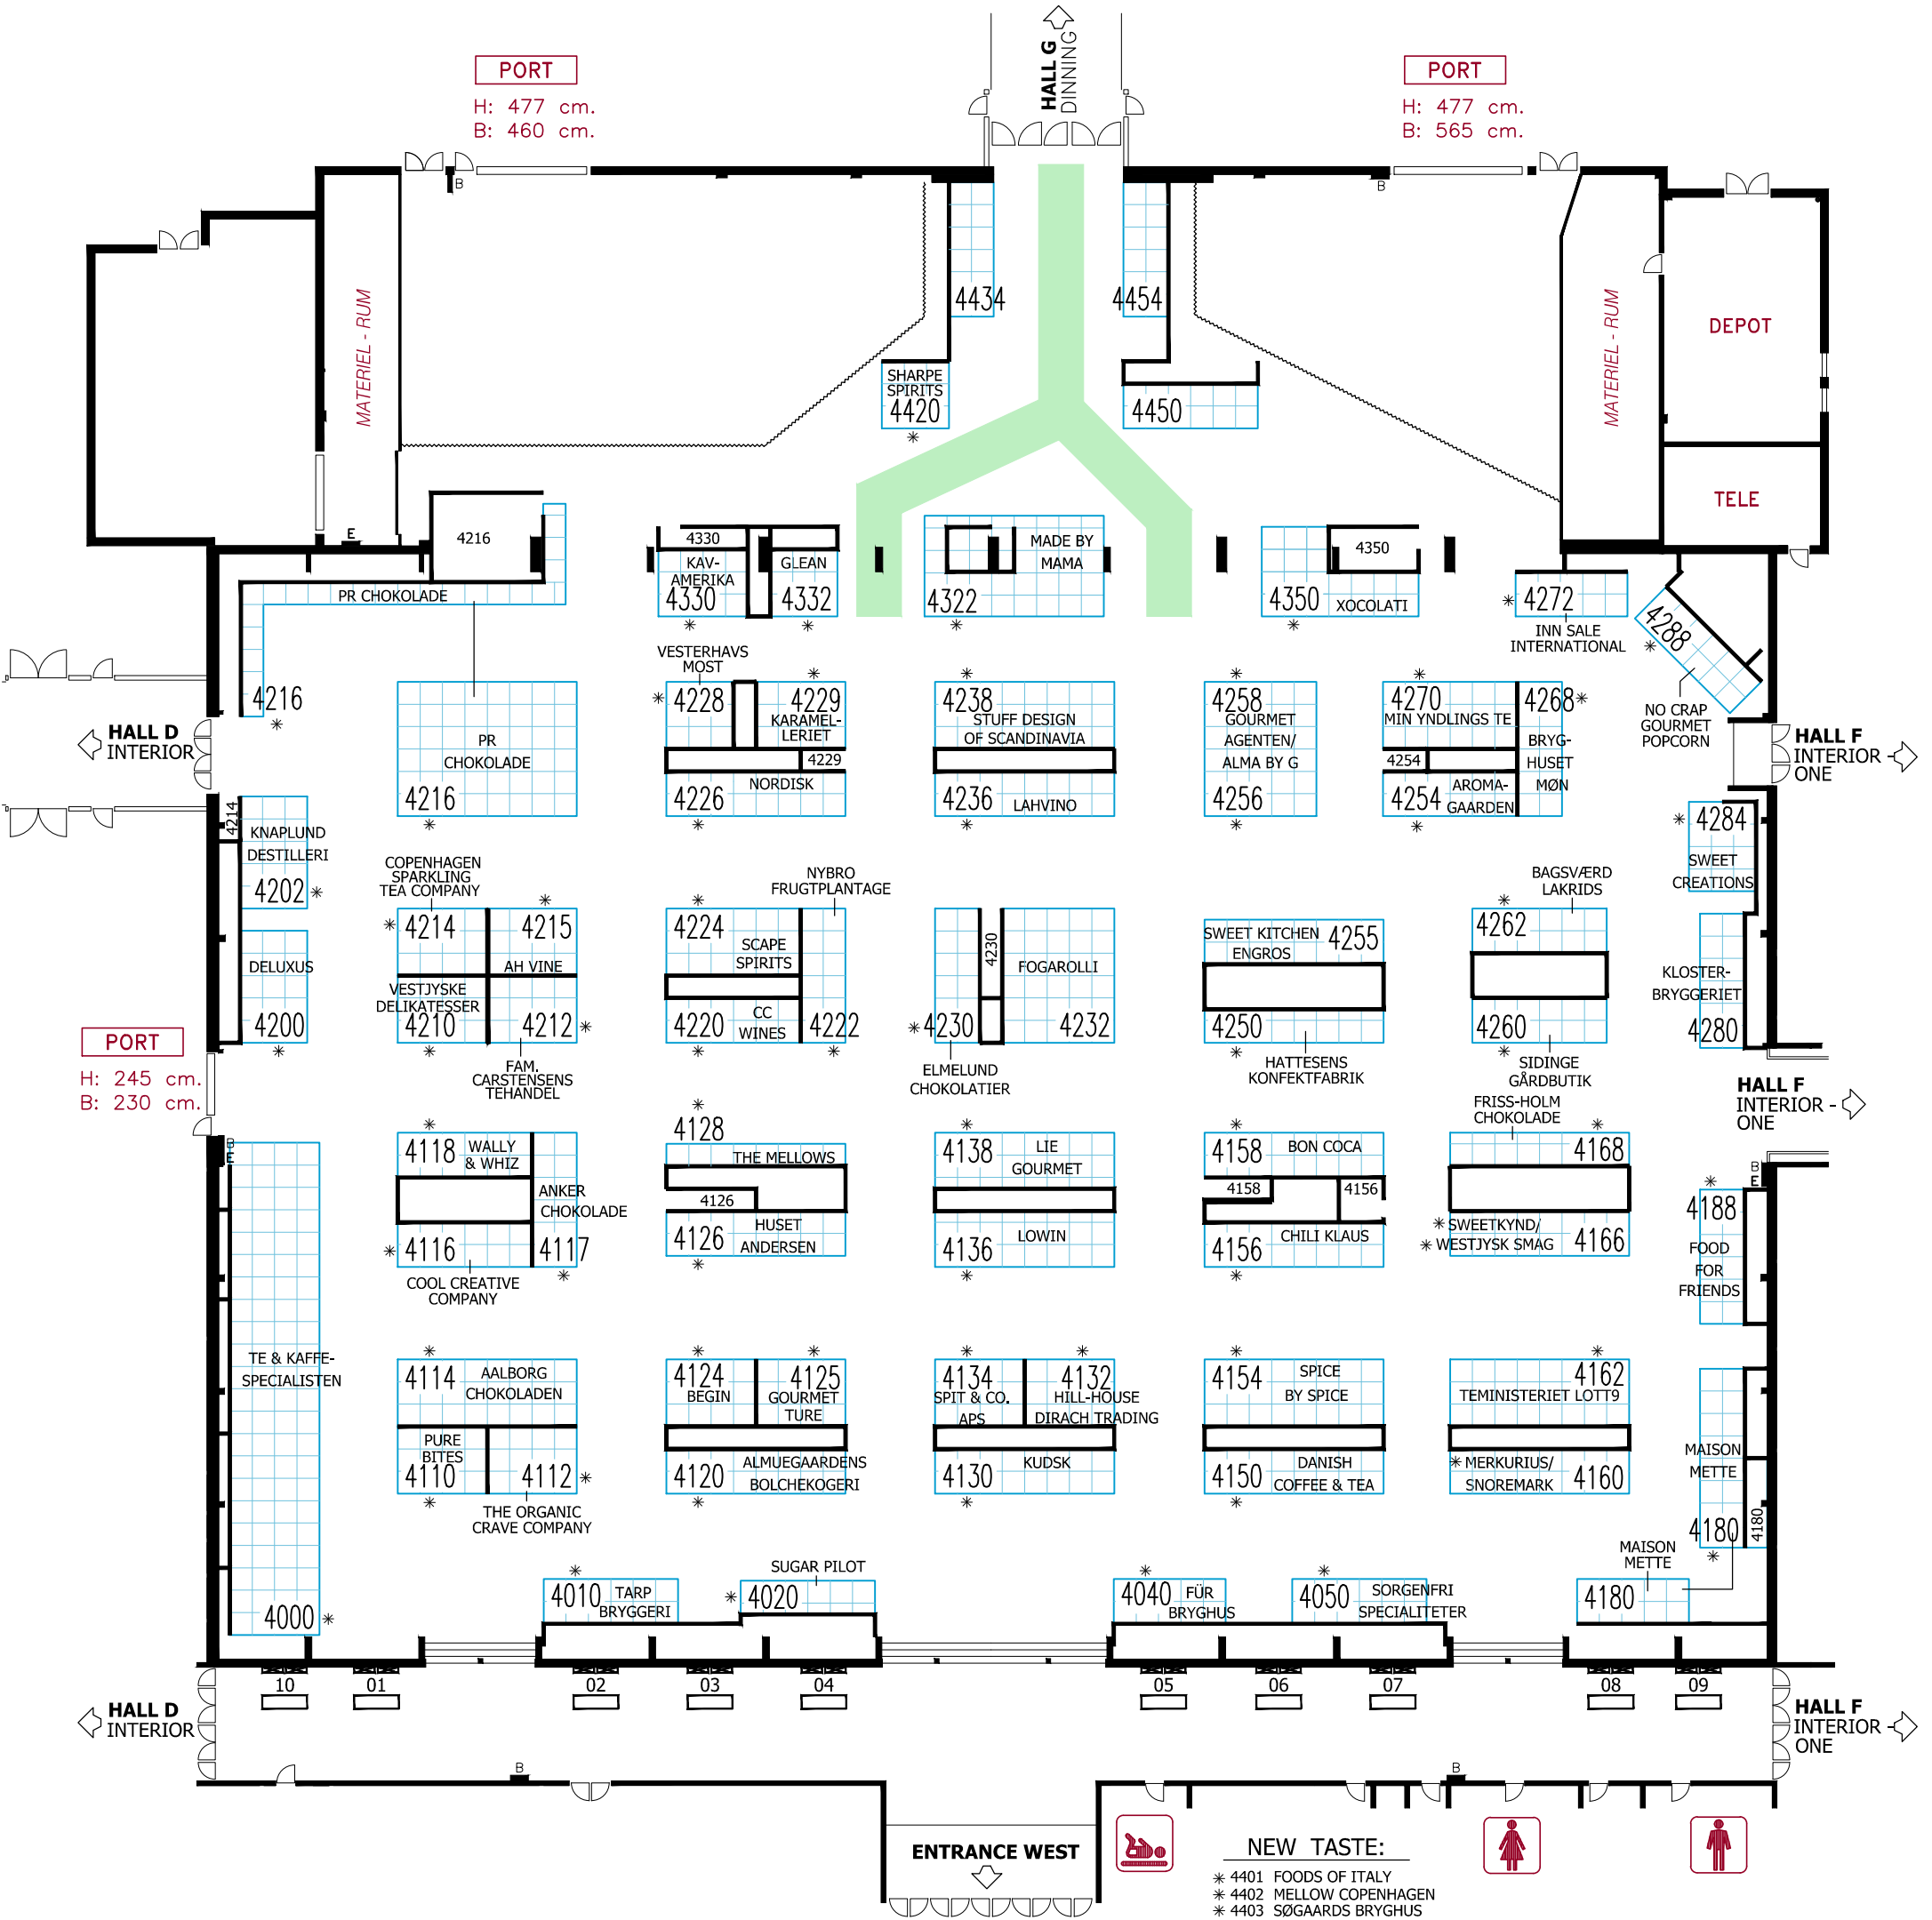 HALL G
DINNING
PORT
H: 477 cm.
B: 460 cm.
PORT
H: 477 cm.
B: 565 cm.
B
B
MATERIEL - RUM
4434
4454
MATERIEL - RUM
DEPOT
SHARPE
SPIRITS
4420
*
4450
TELE
E
4216
PR CHOKOLADE
4216
*
4330
KAV-
AMERIKA
4330
*
GLEAN
4332
*
MADE BY
MAMA
4322
*
4350
4350
XOCOLATI
*
* 4272
INN SALE
INTERNATIONAL
4288
*
NO CRAP
GOURMET
POPCORN
HALL D
INTERIOR
PR
CHOKOLADE
4216
*
VESTERHAVS
MOST
* 4228
*
4229
KARAMEL-
LERIET
4229
NORDISK
4226
*
*
4238
STUFF DESIGN
OF SCANDINAVIA
4236
LAHVINO
*
*
4258
GOURMET
AGENTEN/
ALMA BY G
4256
*
*
4270
MIN YNDLINGS TE
4268 *
BRYG-
HUSET
MØN
4254
AROMA-
GAARDEN
4254
*
HALL F
INTERIOR
ONE
4214
KNAPLUND
DESTILLERI
4202 *
DELUXUS
4200
*
COPENHAGEN
SPARKLING
TEA COMPANY
* 4214
*
4215
AH VINE
VESTJYSKE
DELIKATESSER
4210
*
4212 *
FAM.
CARSTENSENS
TEHANDEL
NYBRO
FRUGTPLANTAGE
*
4224
SCAPE
SPIRITS
4220
CC
WINES
*
4222
*
4230
FOGAROLLI
* 4230
4232
ELMELUND
CHOKOLATIER
SWEET KITCHEN
ENGROS
4255
4250
*
HATTESENS
KONFEKTFABRIK
BAGSVÆRD
LAKRIDS
*
4262
4260
*
SIDINGE
GÅRDBUTIK
* 4284
SWEET
CREATIONS
KLOSTER-
BRYGGERIET
4280
*
PORT
H: 245 cm.
B: 230 cm.
HALL F
INTERIOR -
ONE
B
E
*
4118
WALLY
& WHIZ
ANKER
CHOKOLADE
* 4116
4117
*
COOL CREATIVE
COMPANY
*
4128
THE MELLOWS
4126
HUSET
ANDERSEN
4126
*
*
4138
LIE
GOURMET
LOWIN
4136
*
*
4158
BON COCA
4158
4156
CHILI KLAUS
4156
*
FRISS-HOLM
CHOKOLADE
*
4168
* SWEETKYND/
* WESTJYSK SMAG
4166
B
E
*
4188
FOOD
FOR
FRIENDS
TE & KAFFE-
SPECIALISTEN
4000 *
*
4114
AALBORG
CHOKOLADEN
PURE
BITES
4110
*
4112 *
THE ORGANIC
CRAVE COMPANY
*
4124
BEGIN
*
4125
GOURMET
TURE
4120
ALMUEGAARDENS
BOLCHEKOGERI
*
*
4134
SPIT & CO.
APS
*
4132
HILL-HOUSE
DIRACH TRADING
4130
KUDSK
*
*
4154
SPICE
BY SPICE
4150
DANISH
COFFEE & TEA
*
*
4162
TEMINISTERIET LOTT9
* MERKURIUS/
SNOREMARK
4160
MAISON
METTE
4180
*
4180
*
4010
TARP
BRYGGERI
SUGAR PILOT
* 4020
*
4040
FÜR
BRYGHUS
*
4050
SORGENFRI
SPECIALITETER
MAISON
METTE
4180
10
01
02
03
04
05
06
07
08
09
HALL D
INTERIOR
HALL F
INTERIOR -
ONE
B
B
ENTRANCE WEST
NEW TASTE:
* 4401 FOODS OF ITALY
* 4402 MELLOW COPENHAGEN
* 4403 SØGAARDS BRYGHUS